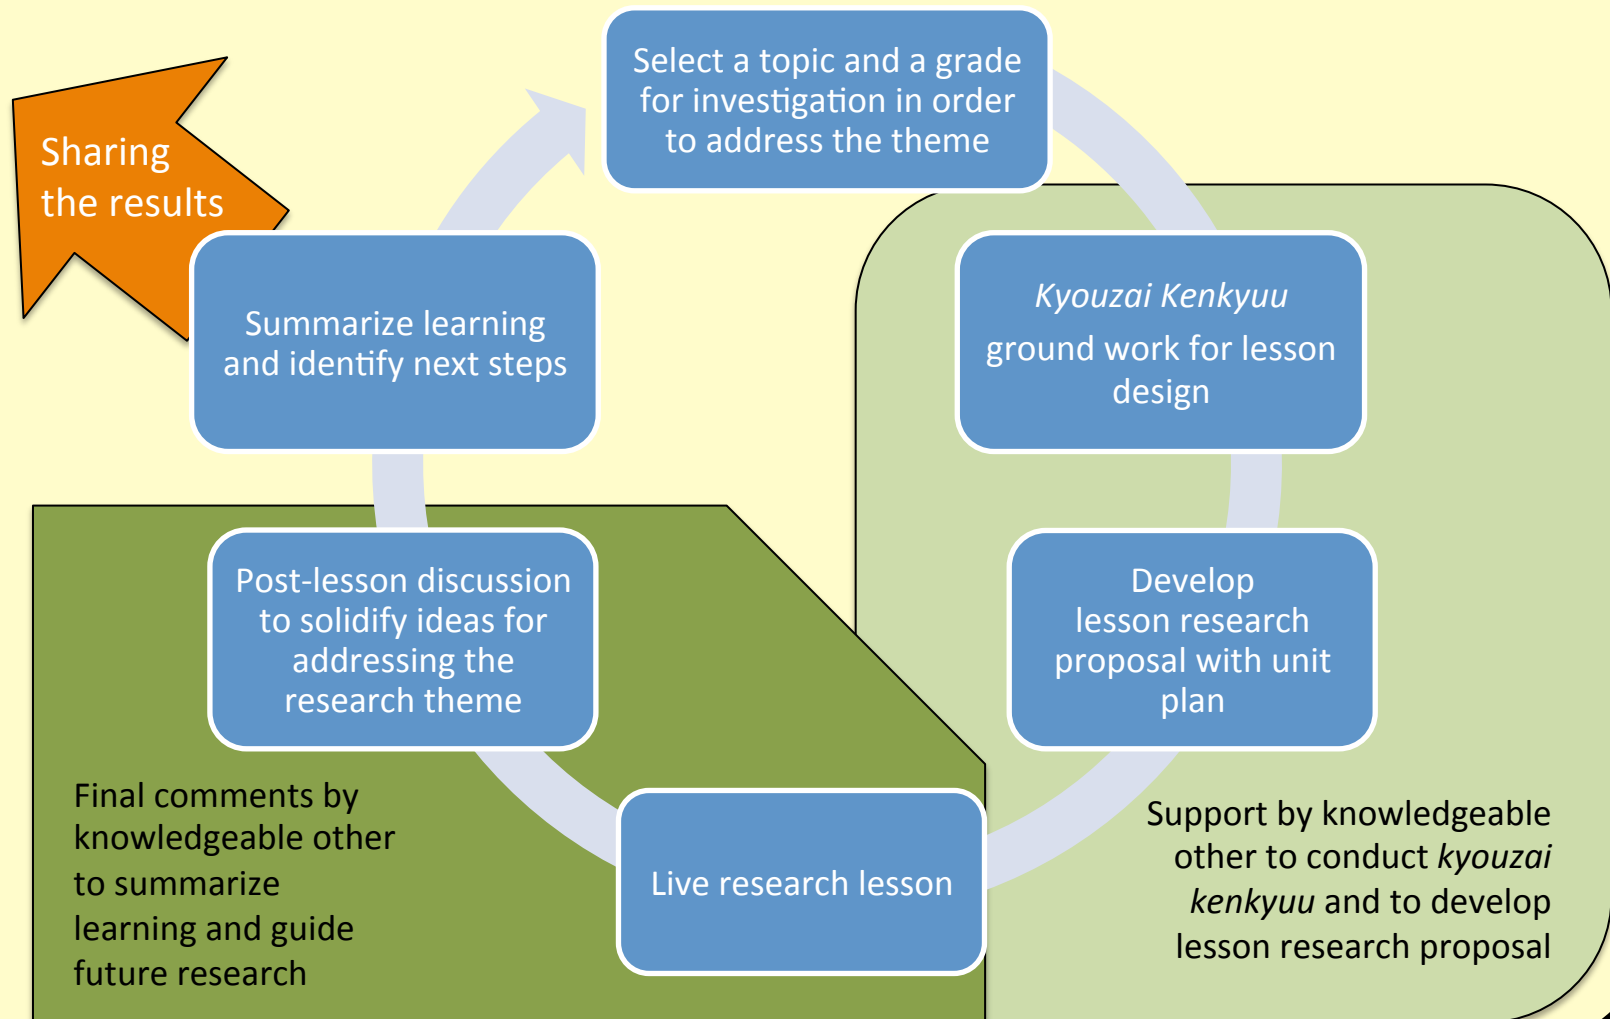 Select a topic and a grade
for investigation in order
to address the theme
Sharing
the results
Kyouzai Kenkyuu
ground work for lesson
design
Summarize learning
and identify next steps
Develop
lesson research
proposal with unit
plan
Post-lesson discussion
to solidify ideas for
addressing the
research theme
Live research lesson
Final comments by
knowledgeable other
to summarize
learning and guide
future research
Support by knowledgeable
other to conduct kyouzai
kenkyuu and to develop
lesson research proposal